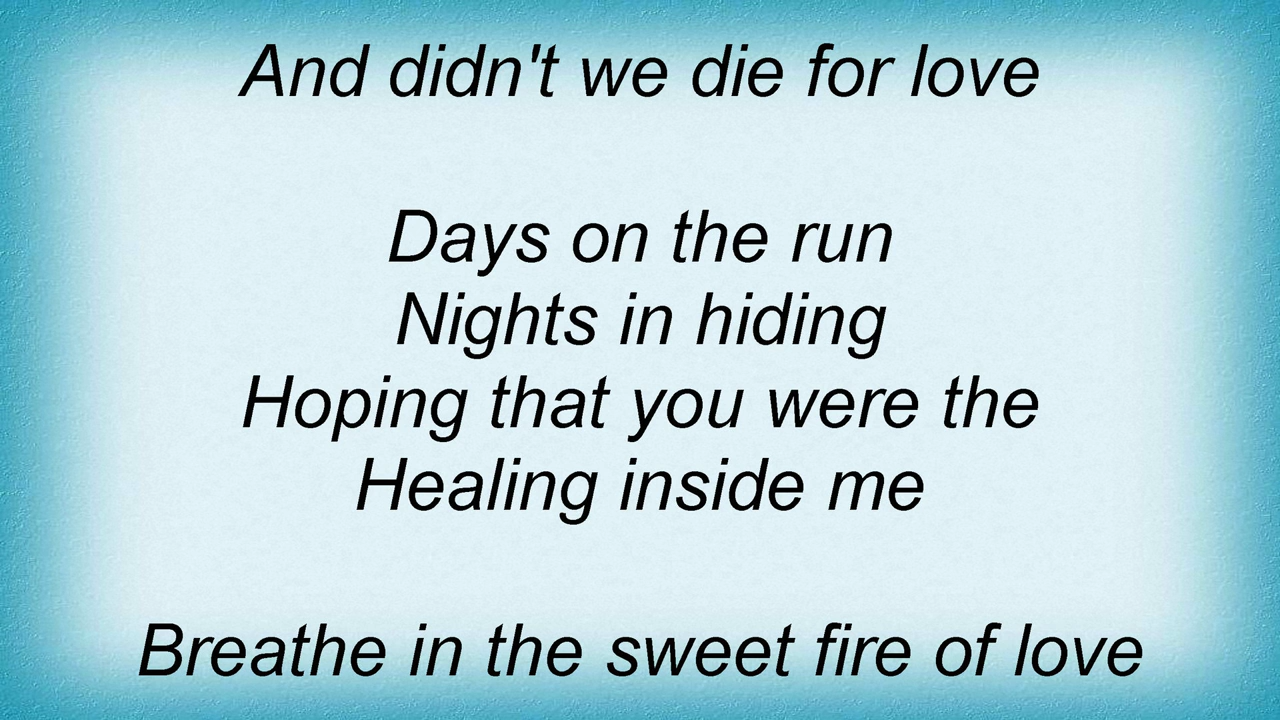 And didn't we die for love
Days on the run
Nights in hiding
Hoping that you were the
Healing inside me
Breathe in the sweet fire of love